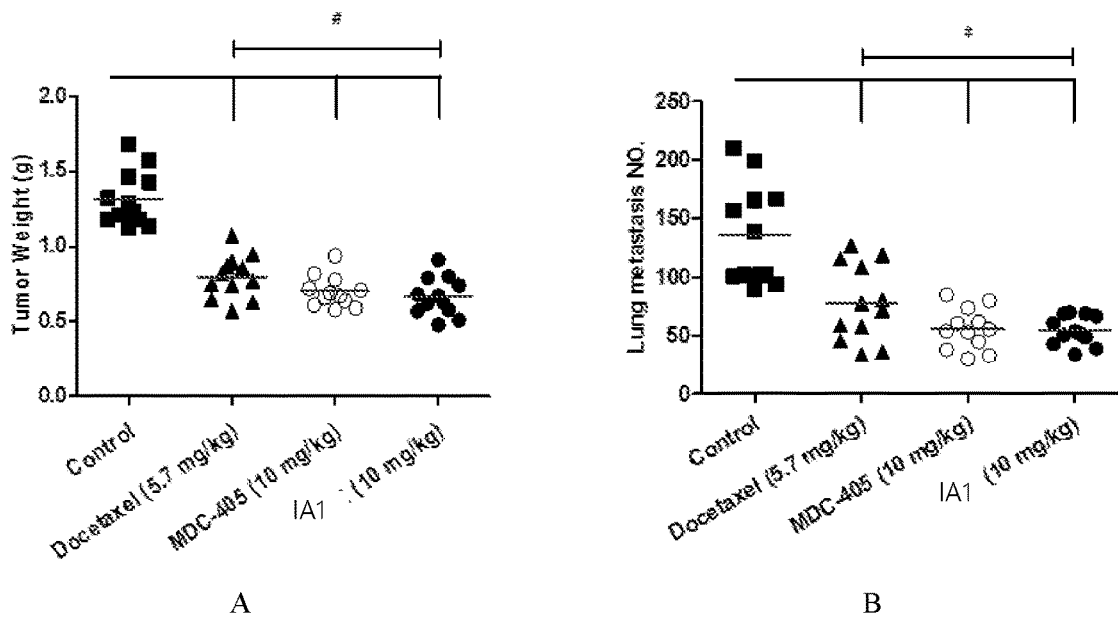 #
2.0
1.5
1.0
0.5
0.0
Tumor Weight (g)
Control
Docetaxel (5.7 mg/kg)
MDC-405 (10 mg/kg)
IA1 (10 mg/kg)
A
250
200
150
100
50
0
Lung metastasis NO.
Control
Docetaxel (5.7 mg/kg)
MDC-405 (10 mg/kg)
IA1 (10 mg/kg)
B